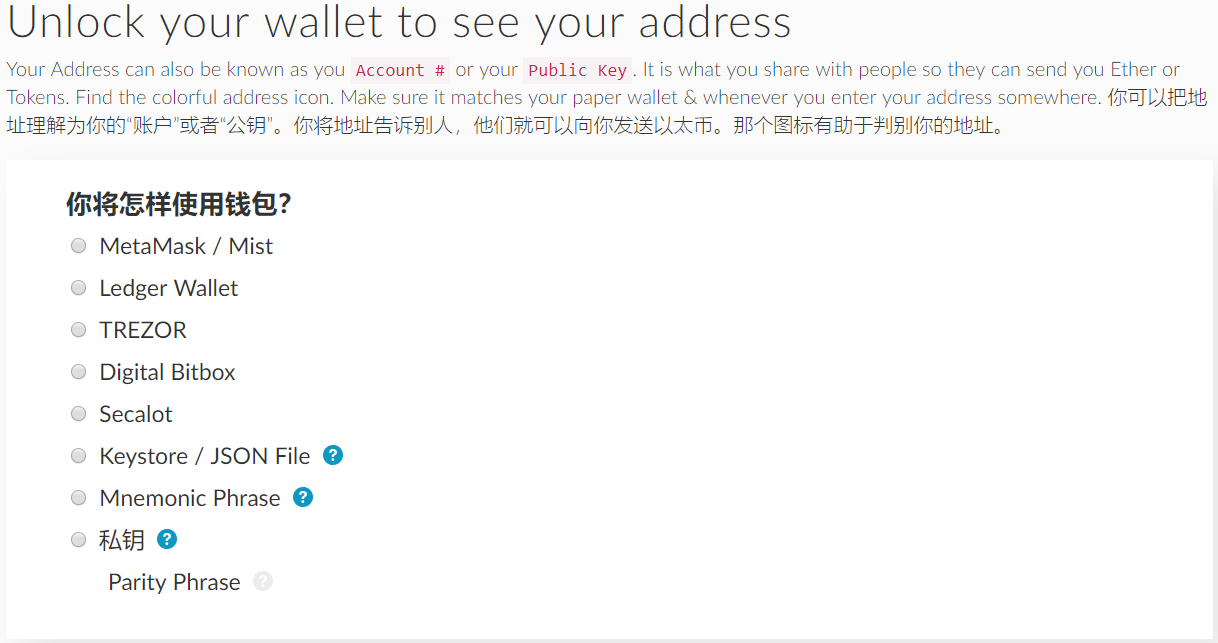 Unlock your wallet to see your address
Your Address can also be known as you Account # or your Public Key. It is what you share with people so they can send you Ether or
Tokens. Find the colorful address icon. Make sure it matches your paper wallet & whenever you enter your address somewhere. 你可以把地
址理解为你的“账户”或者“公钥”。你将地址告诉别人，他们就可以向你发送以太币。那个图标有助于判别你的地址。
你将怎样使用钱包?
MetaMask / Mist
Ledger Wallet
TREZOR
Digital Bitbox
Secalot
Keystore / JSON File ?
Mnemonic Phrase ?
私钥 ?
Parity Phrase ?